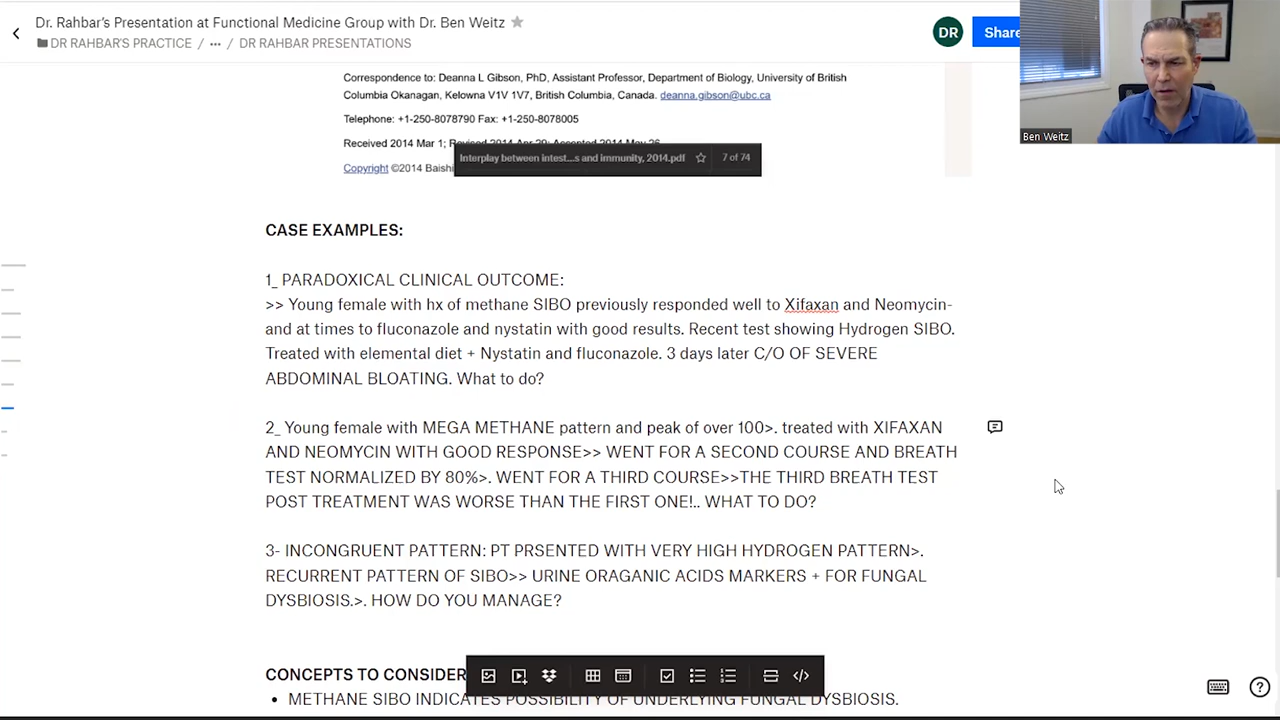 Dr. Rahbar's Presentation at Functional Medicine Group with Dr. Ben Weitz
DR RAHBAR'S PRACTICE / ··· / DR RAHBAR PRESENTATIONS
DR
Share
Correspondence to: Deanna L Gibson, PhD, Assistant Professor, Department of Biology, University of British
Columbia Okanagan, Kelowna V1V 1V7, British Columbia, Canada. deanna.gibson@ubc.ca
Telephone: +1-250-8078790 Fax: +1-250-8078005
Ben Weitz
Received 2014 Mar 1; Revised 2014 Apr 29; Accepted 2014 May 26
Interplay between intest...s and immunity, 2014.pdf
7 of 74
Copyright ©2014 Baishi
CASE EXAMPLES:
1_ PARADOXICAL CLINICAL OUTCOME:
>> Young female with hx of methane SIBO previously responded well to Xifaxan and Neomycin-
and at times to fluconazole and nystatin with good results. Recent test showing Hydrogen SIBO.
Treated with elemental diet + Nystatin and fluconazole. 3 days later C/O OF SEVERE
ABDOMINAL BLOATING. What to do?
2_ Young female with MEGA METHANE pattern and peak of over 100>. treated with XIFAXAN
AND NEOMYCIN WITH GOOD RESPONSE>> WENT FOR A SECOND COURSE AND BREATH
TEST NORMALIZED BY 80%>. WENT FOR A THIRD COURSE>>THE THIRD BREATH TEST
POST TREATMENT WAS WORSE THAN THE FIRST ONE!.. WHAT TO DO?
3- INCONGRUENT PATTERN: PT PRSENTED WITH VERY HIGH HYDROGEN PATTERN>.
RECURRENT PATTERN OF SIBO>> URINE ORAGANIC ACIDS MARKERS + FOR FUNGAL
DYSBIOSIS.>. HOW DO YOU MANAGE?
CONCEPTS TO CONSIDER
• METHANE SIBO INDICATES POSSIBILITY OF UNDERLYING FUNGAL DYSBIOSIS.